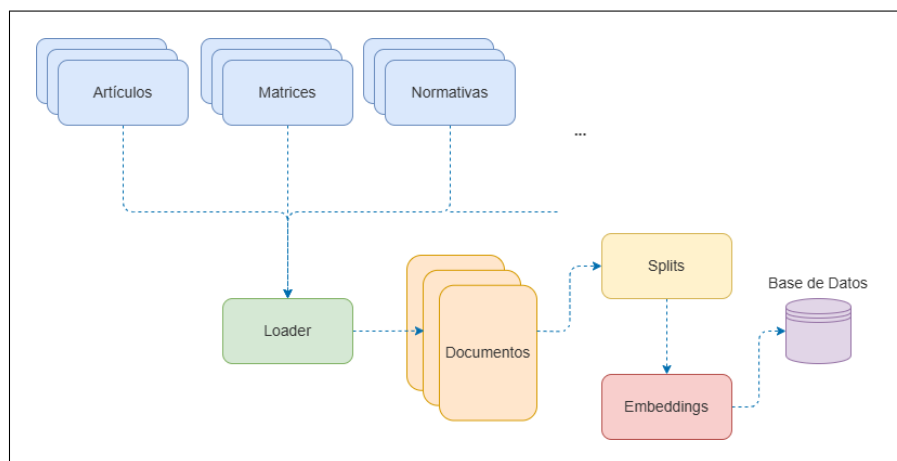 Artículos
Matrices
Normativas
...
Splits
Base de Datos
Loader
Documentos
Embeddings